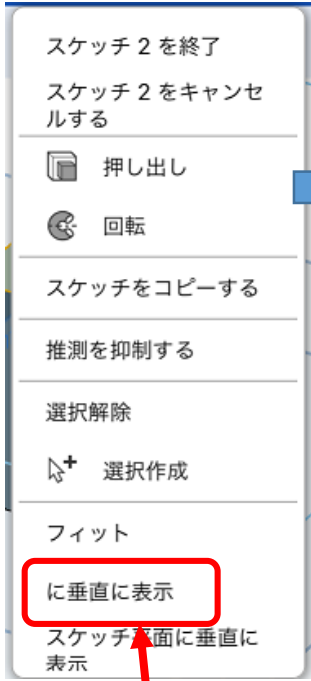 スケッチ 2 を終了
スケッチ 2 をキャンセ
ルする
押し出し
回転
スケッチをコピーする
推測を抑制する
選択解除
選択作成
フィット
に垂直に表示
スケッチ平面に垂直に
表示